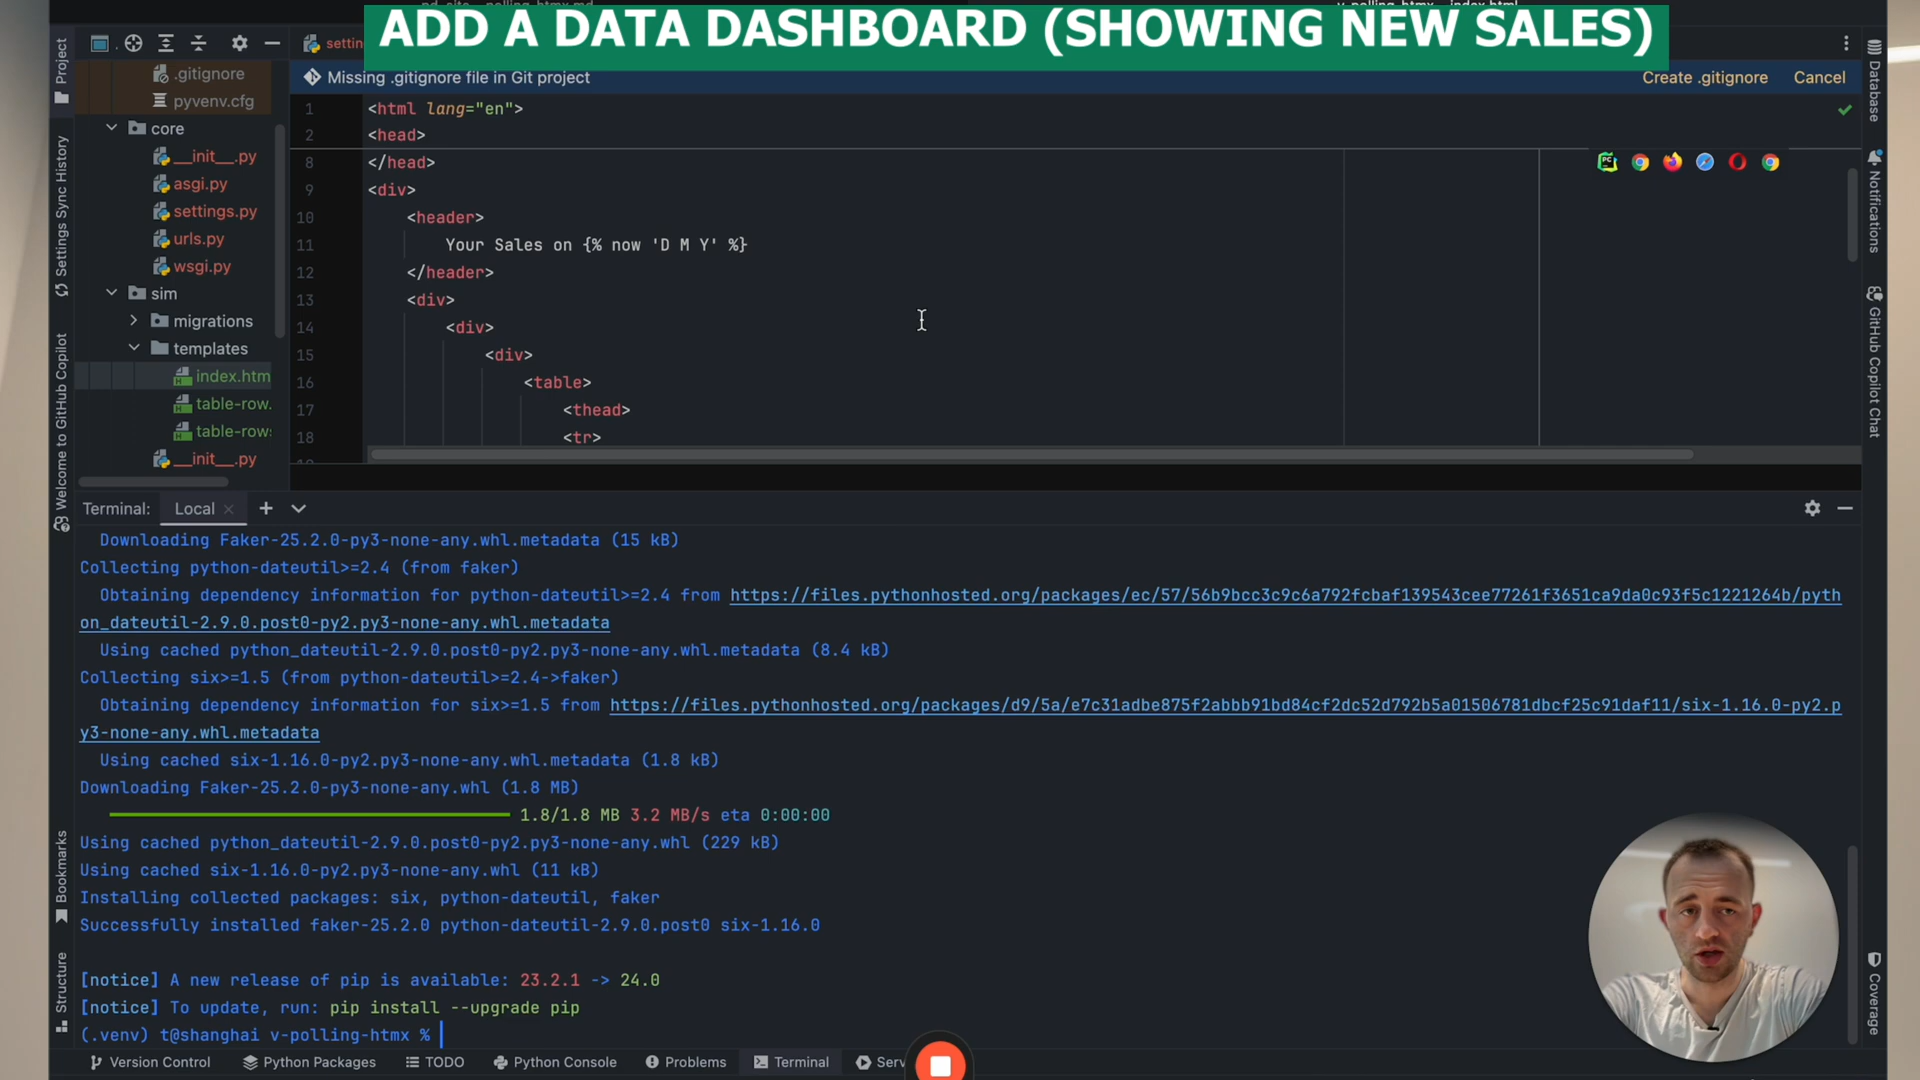 ADD A DATA DASHBOARD (SHOWING NEW SALES)
Project
Settings Sync History
Welcome to GitHub Copilot
Bookmarks
Structure
.gitignore
pyvenv.cfg
core
__init__.py
asgi.py
settings.py
urls.py
wsgi.py
sim
migrations
templates
index.htm
table-row.
table-rows
__init__.py
settin
Missing .gitignore file in Git project
Create .gitignore Cancel
1 <html lang="en">
2 <head>
8 </head>
9 <div>
10 <header>
11 Your Sales on {% now 'D M Y' %}
12 </header>
13 <div>
14 <div>
15 <div>
16 <table>
17 <thead>
18 <tr>
Database
Notifications
GitHub Copilot Chat
Coverage
Terminal: Local
Downloading Faker-25.2.0-py3-none-any.whl.metadata (15 kB)
Collecting python-dateutil>=2.4 (from faker)
Obtaining dependency information for python-dateutil>=2.4 from https://files.pythonhosted.org/packages/ec/57/56b9bcc3c9c6a792fcbaf139543cee77261f3651ca9da0c93f5c1221264b/pyth
on_dateutil-2.9.0.post0-py2.py3-none-any.whl.metadata
Using cached python_dateutil-2.9.0.post0-py2.py3-none-any.whl.metadata (8.4 kB)
Collecting six>=1.5 (from python-dateutil>=2.4->faker)
Obtaining dependency information for six>=1.5 from https://files.pythonhosted.org/packages/d9/5a/e7c31adbe875f2abbb91bd84cf2dc52d792b5a01506781dbcf25c91daf11/six-1.16.0-py2.p
y3-none-any.whl.metadata
Using cached six-1.16.0-py2.py3-none-any.whl.metadata (1.8 kB)
Downloading Faker-25.2.0-py3-none-any.whl (1.8 MB)
1.8/1.8 MB 3.2 MB/s eta 0:00:00
Using cached python_dateutil-2.9.0.post0-py2.py3-none-any.whl (229 kB)
Using cached six-1.16.0-py2.py3-none-any.whl (11 kB)
Installing collected packages: six, python-dateutil, faker
Successfully installed faker-25.2.0 python-dateutil-2.9.0.post0 six-1.16.0
[notice] A new release of pip is available: 23.2.1 -> 24.0
[notice] To update, run: pip install --upgrade pip
(.venv) t@shanghai v-polling-htmx %
Version Control Python Packages TODO Python Console Problems Terminal Serv